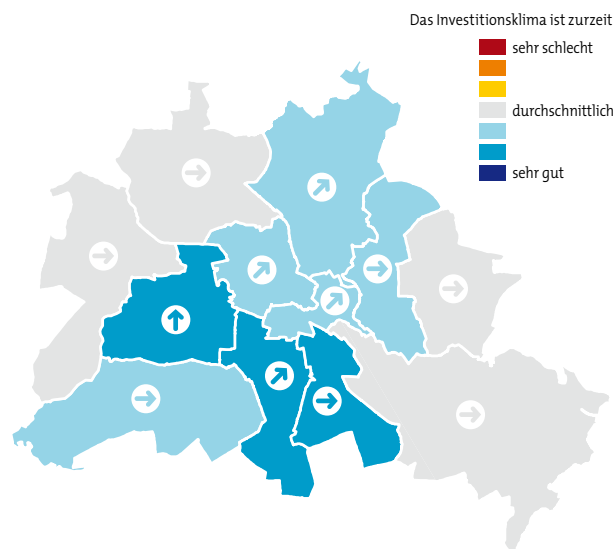 Das Investitionsklima ist zurzeit
sehr schlecht
durchschnittlich
sehr gut